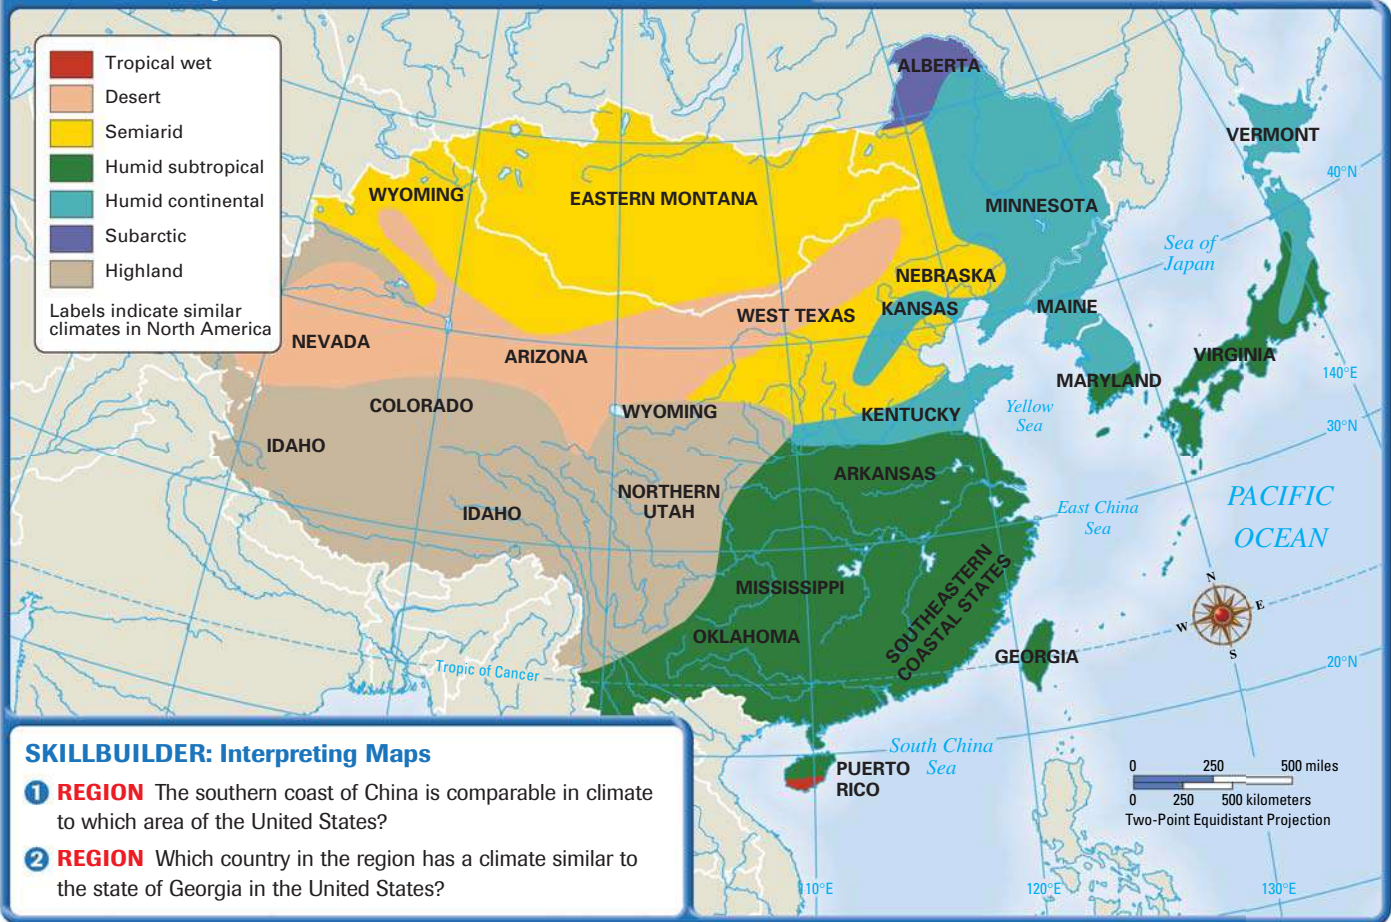 Tropical wet
Desert
Semiarid
Humid subtropical
Humid continental
Subarctic
Highland
Labels indicate similar
climates in North America
ALBERTA
VERMONT
40°N
WYOMING
EASTERN MONTANA
MINNESOTA
Sea of
Japan
NEBRASKA
KANSAS
MAINE
WEST TEXAS
NEVADA
ARIZONA
VIRGINIA
140°E
MARYLAND
COLORADO
WYOMING
KENTUCKY
Yellow
Sea
30°N
IDAHO
ARKANSAS
NORTHERN
UTAH
IDAHO
East China
Sea
PACIFIC
OCEAN
MISSISSIPPI
SOUTHEASTERN
COASTAL STATES
OKLAHOMA
GEORGIA
N
E
W
S
20°N
Tropic of Cancer
South China
Sea
PUERTO
RICO
0 250 500 miles
0 250 500 kilometers
Two-Point Equidistant Projection
110°E
120°E
130°E
SKILLBUILDER: Interpreting Maps
1 REGION The southern coast of China is comparable in climate
to which area of the United States?
2 REGION Which country in the region has a climate similar to
the state of Georgia in the United States?